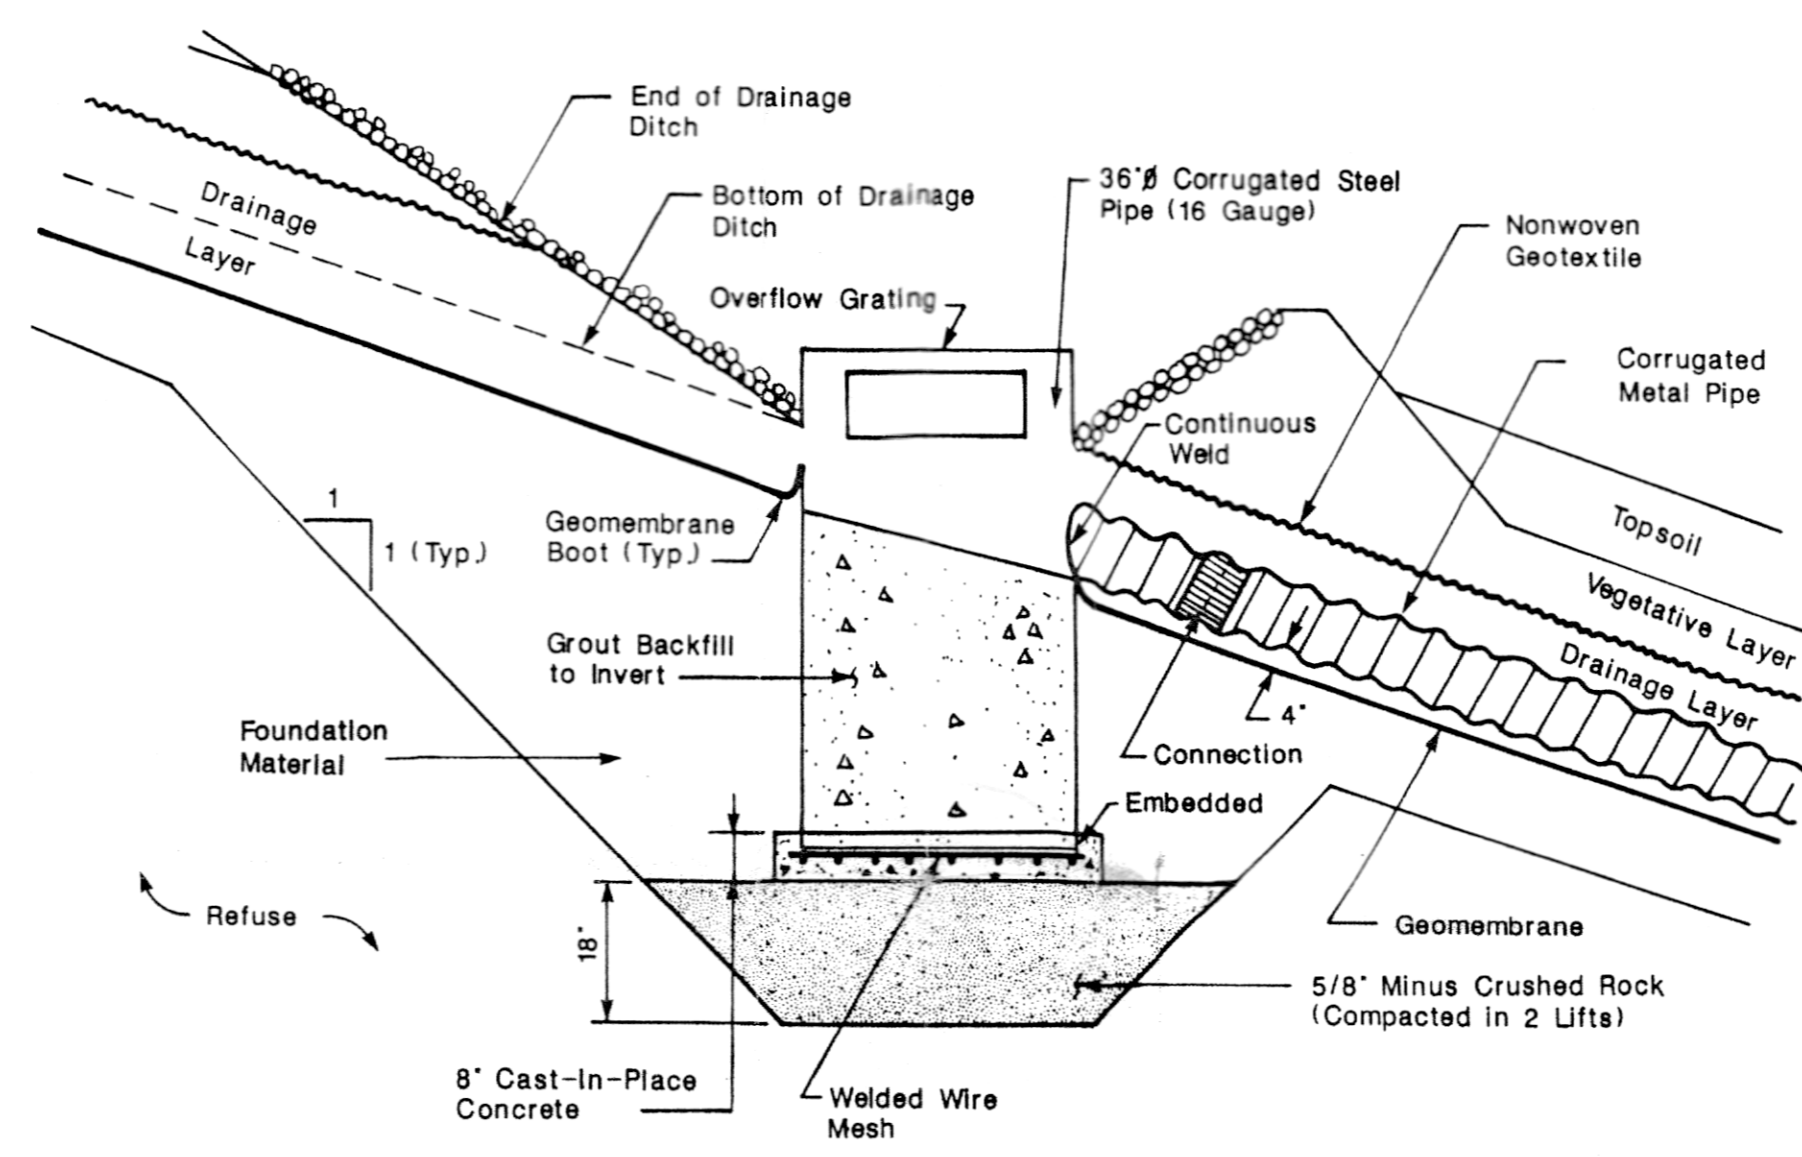 End of Drainage
Ditch
Bottom of Drainage
Ditch
36"Ø Corrugated Steel
Pipe (16 Gauge)
Nonwoven
Geotextile
Drainage
Layer
Overflow Grating
Corrugated
Metal Pipe
Continuous
Weld
1
1 (Typ.)
Geomembrane
Boot (Typ.)
Topsoil
Vegetative Layer
Drainage Layer
Grout Backfill
to Invert
4"
Connection
Foundation
Material
Embedded
Refuse
18"
Geomembrane
5/8" Minus Crushed Rock
(Compacted in 2 Lifts)
8" Cast-In-Place
Concrete
Welded Wire
Mesh